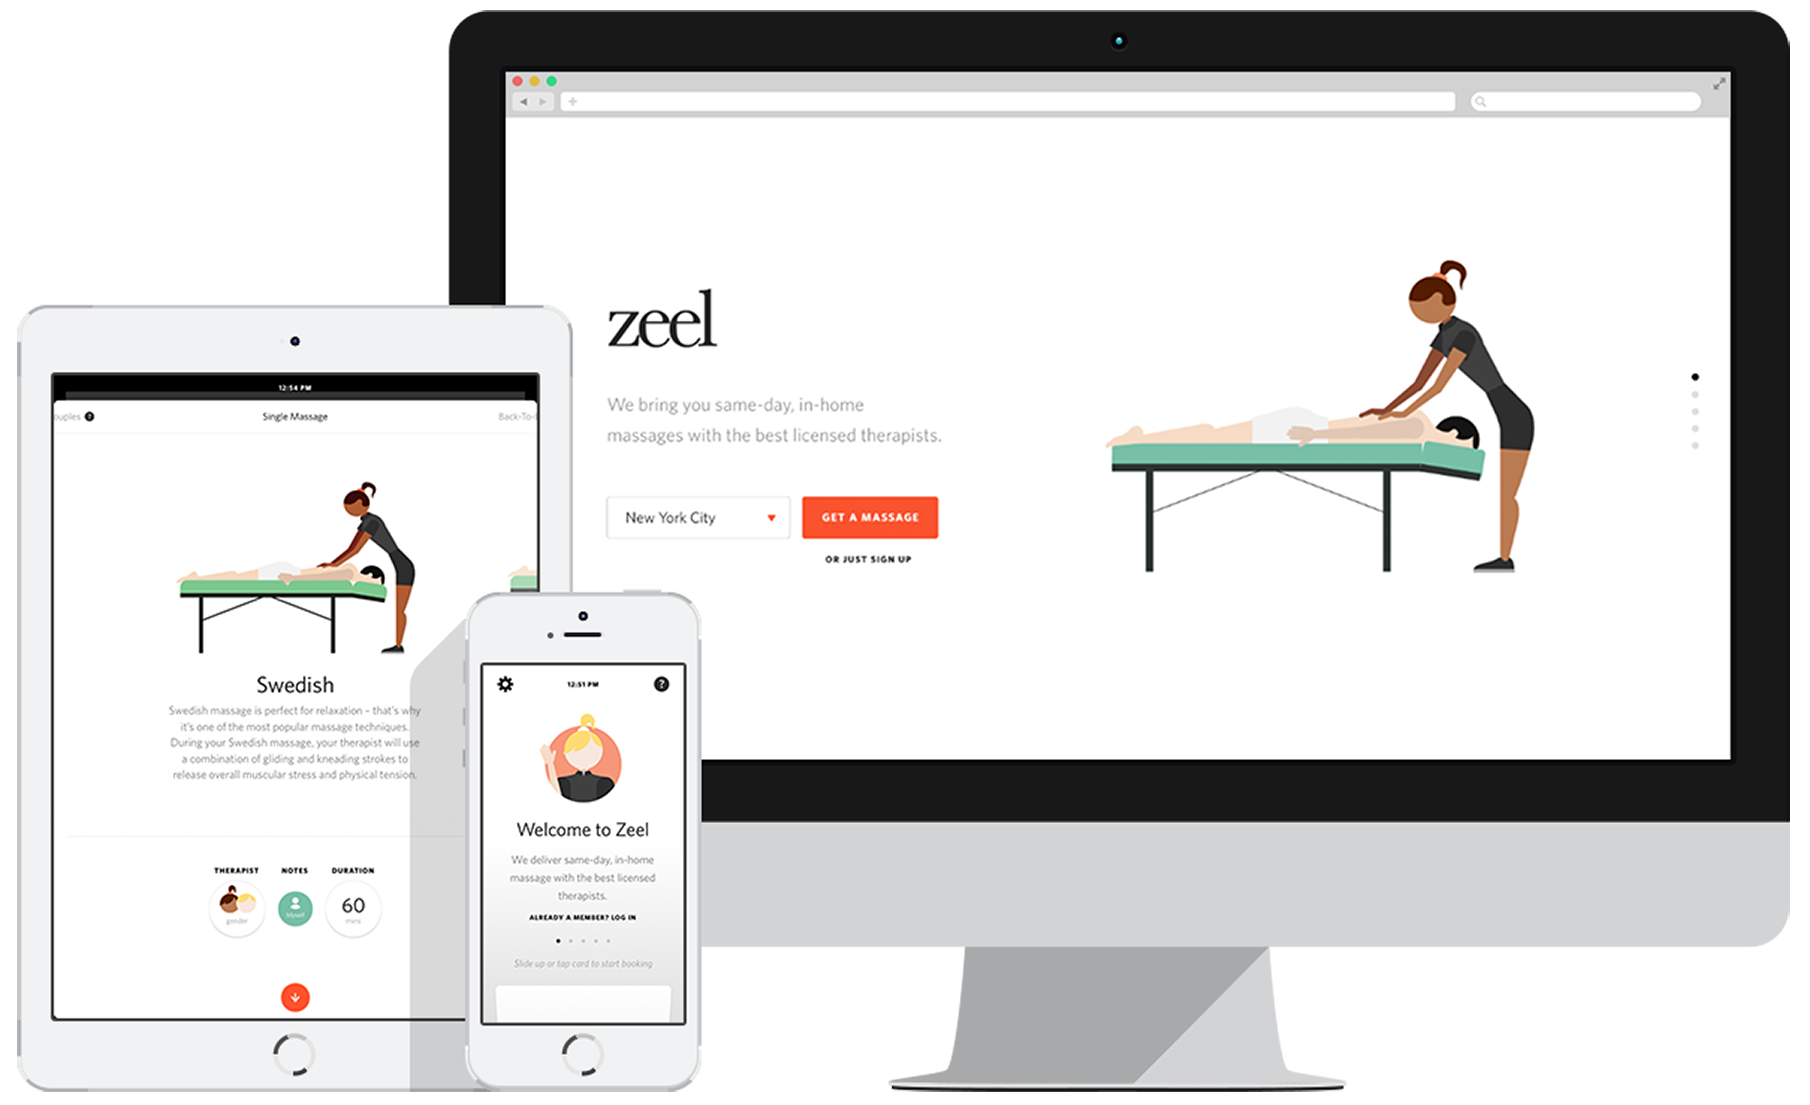 zeel
We bring you same-day, in-home
massages with the best licensed therapists.
New York City
GET A MASSAGE
OR JUST SIGN UP
12:54 PM
ouples ?
Single Massage
Back-To-
Swedish
Swedish massage is perfect for relaxation – that's why
it's one of the most popular massage techniques.
During your Swedish massage, your therapist will use
a combination of gliding and kneading strokes to
release overall muscular stress and physical tension.
THERAPIST
NOTES
DURATION
gender
Myself
60
mins
12:51 PM
?
Welcome to Zeel
We deliver same-day, in-home
massage with the best licensed
therapists.
ALREADY A MEMBER? LOG IN
Slide up or tap card to start booking